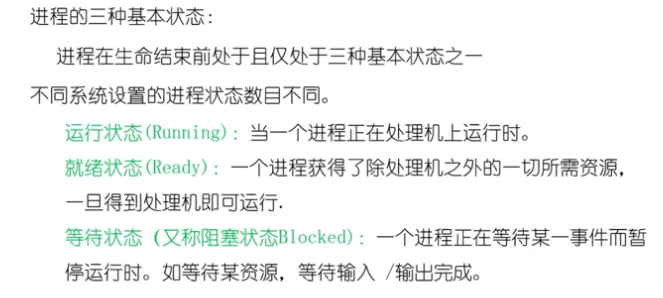 进程的三种基本状态：
进程在生命结束前处于且仅处于三种基本状态之一
不同系统设置的进程状态数目不同。
运行状态(Running)：当一个进程正在处理机上运行时。
就绪状态(Ready)：一个进程获得了除处理机之外的一切所需资源，
一旦得到处理机即可运行.
等待状态（又称阻塞状态Blocked)：一个进程正在等待某一事件而暂
停运行时。如等待某资源，等待输入 /输出完成。